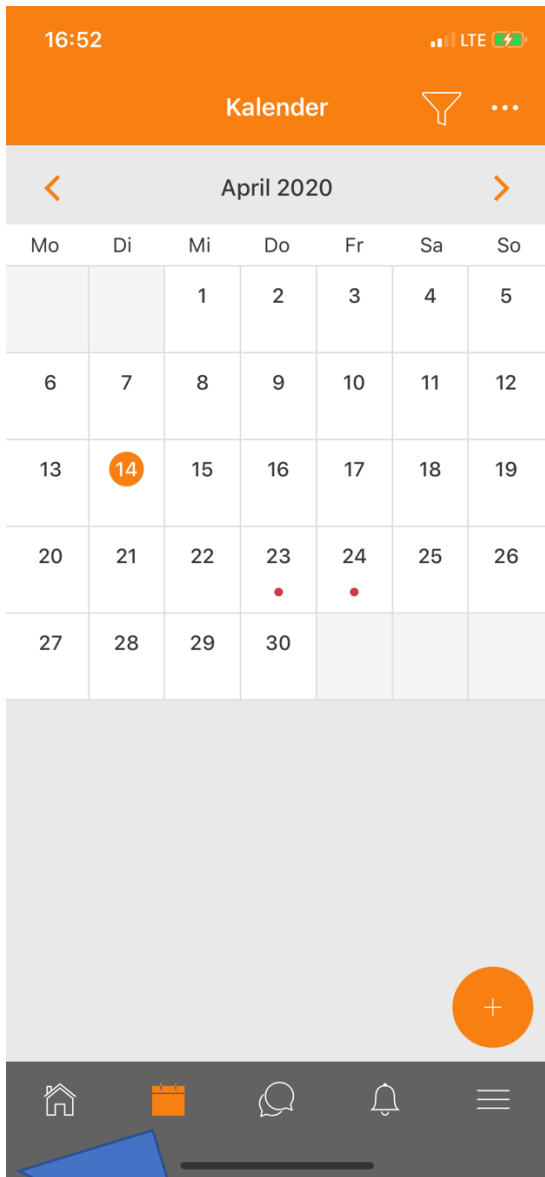 16:52 LTE
Kalender
April 2020
Mo Di Mi Do Fr Sa So
1 2 3 4 5
6 7 8 9 10 11 12
13 14 15 16 17 18 19
20 21 22 23 24 25 26
27 28 29 30